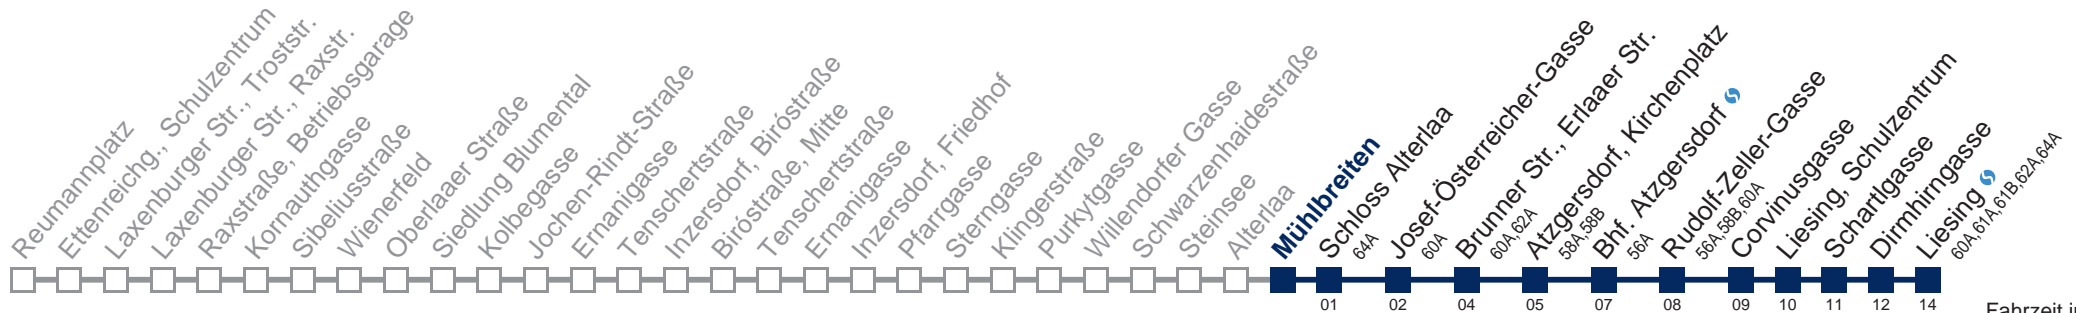 Reumannplatz
Ettenreichg., Schulzentrum
Laxenburger Str., Troststr.
Laxenburger Str., Raxstr.
Raxstraße, Betriebsgarage
Kornauthgasse
Sibeliusstraße
Wienerfeld
Oberlaaer Straße
Siedlung Blumental
Kolbegasse
Jochen-Rindt-Straße
Ernanigasse
Tenschertstraße
Inzersdorf, Biróstraße
Biróstraße, Mitte
Tenschertstraße
Ernanigasse
Inzersdorf, Friedhof
Pfarrgasse
Sterngasse
Klingerstraße
Purkytgasse
Willendorfer Gasse
Schwarzenhaidestraße
Steinsee
Alterlaa
Mühlbreiten
Schloss Alterlaa
64A
Josef-Österreicher-Gasse
60A
Brunner Str., Erlaaer Str.
60A,62A
Atzgersdorf, Kirchenplatz
58A,58B
Bhf. Atzgersdorf
56A
Rudolf-Zeller-Gasse
56A,58B,60A
Corvinusgasse
Liesing, Schulzentrum
Schartlgasse
Dirmhirngasse
Liesing
60A,61A,61B,62A,64A
01 02 04 05 07 08 09 10 11 12 14
Fahrzeit